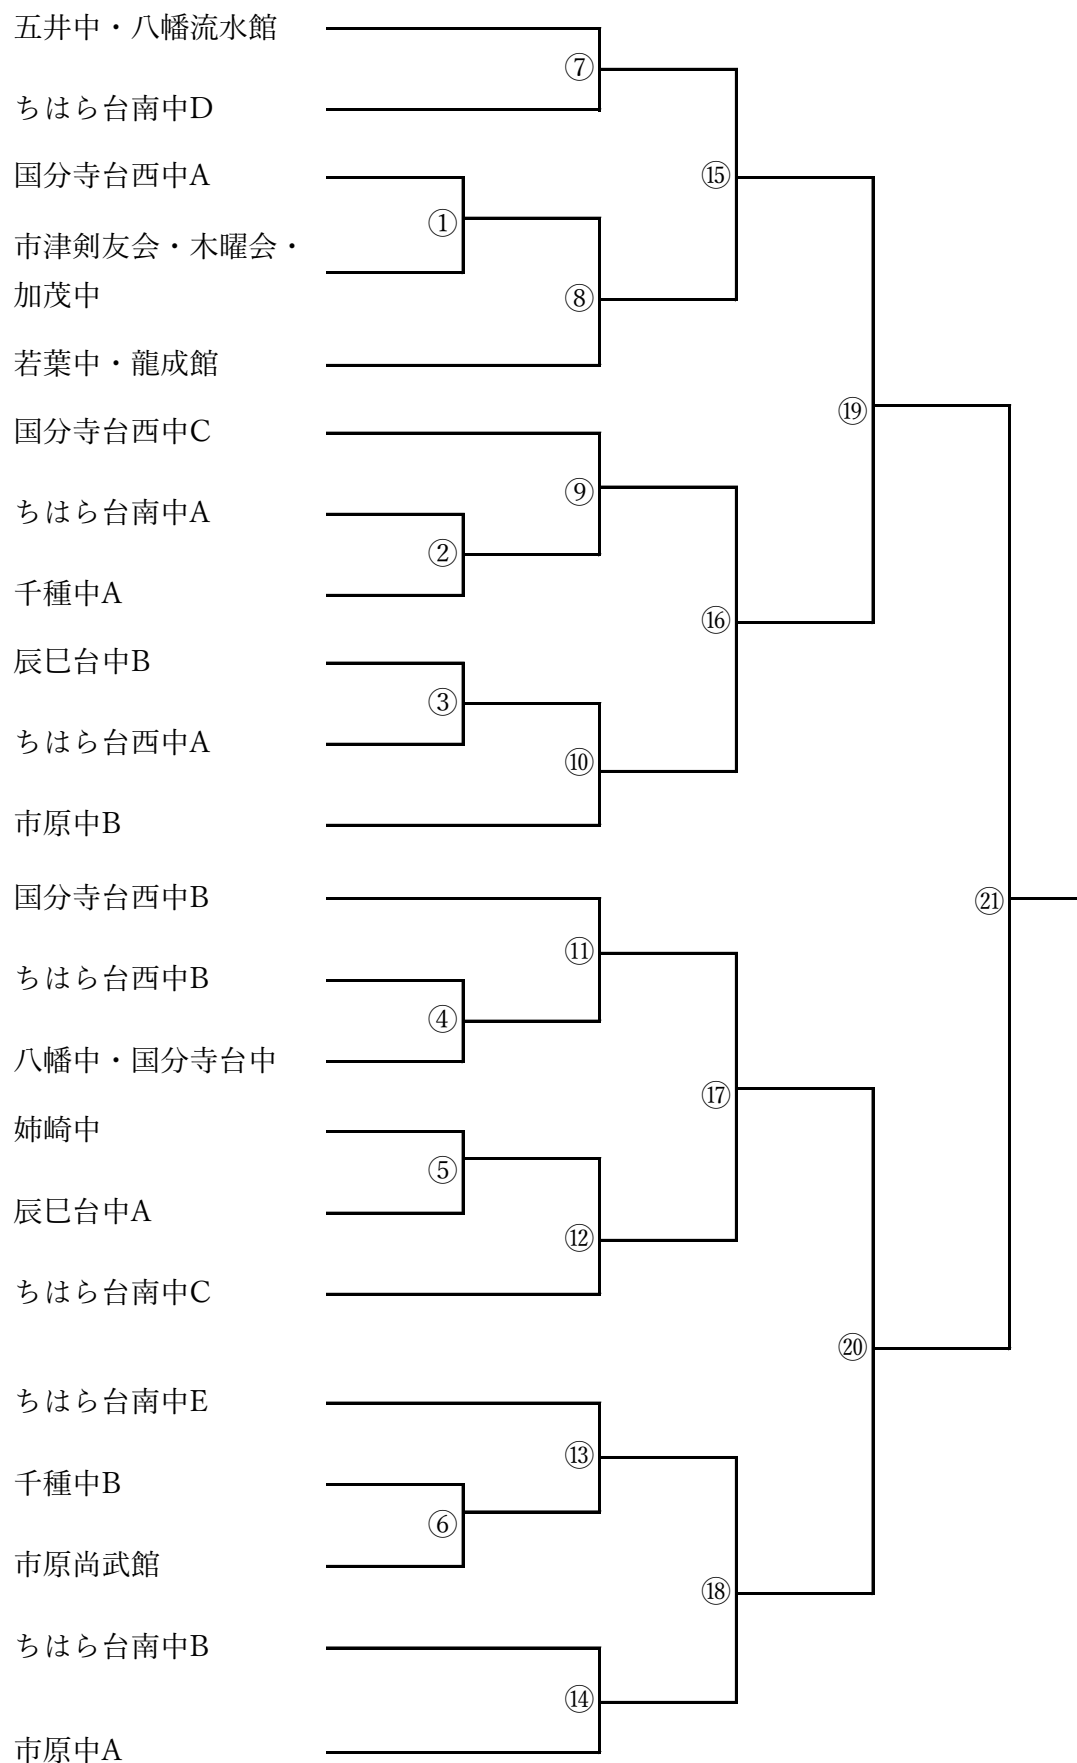 五井中・八幡流水館
⑦
ちはら台南中D
国分寺台西中A
⑮
①
市津剣友会・木曜会・
加茂中
⑧
若葉中・龍成館
⑲
国分寺台西中C
⑨
ちはら台南中A
②
千種中A
⑯
辰巳台中B
③
ちはら台西中A
⑩
市原中B
国分寺台西中B
㉑
⑪
ちはら台西中B
④
八幡中・国分寺台中
⑰
姉崎中
⑤
辰巳台中A
⑫
ちはら台南中C
⑳
ちはら台南中E
⑬
千種中B
⑥
市原尚武館
⑱
ちはら台南中B
⑭
市原中A